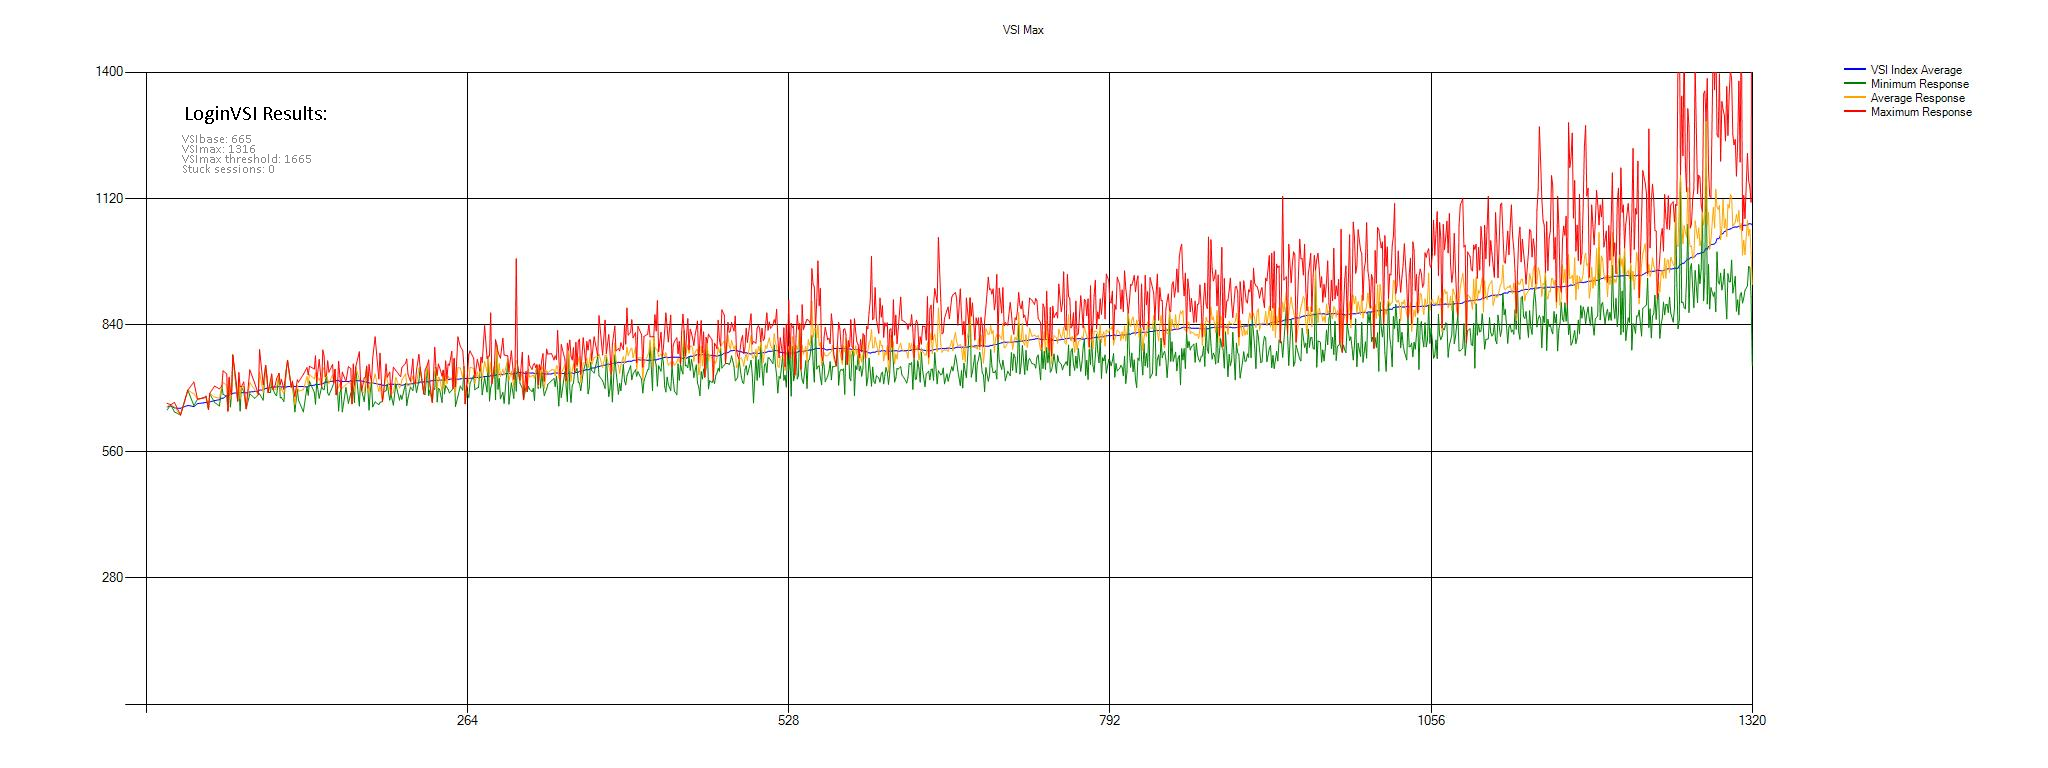 VSI Max
1400
1120
840
560
280
264
528
792
1056
1320
LoginVSI Results:
VSIbase: 665
VSImax: 1316
VSImax threshold: 1665
Stuck sessions: 0
VSI Index Average
Minimum Response
Average Response
Maximum Response